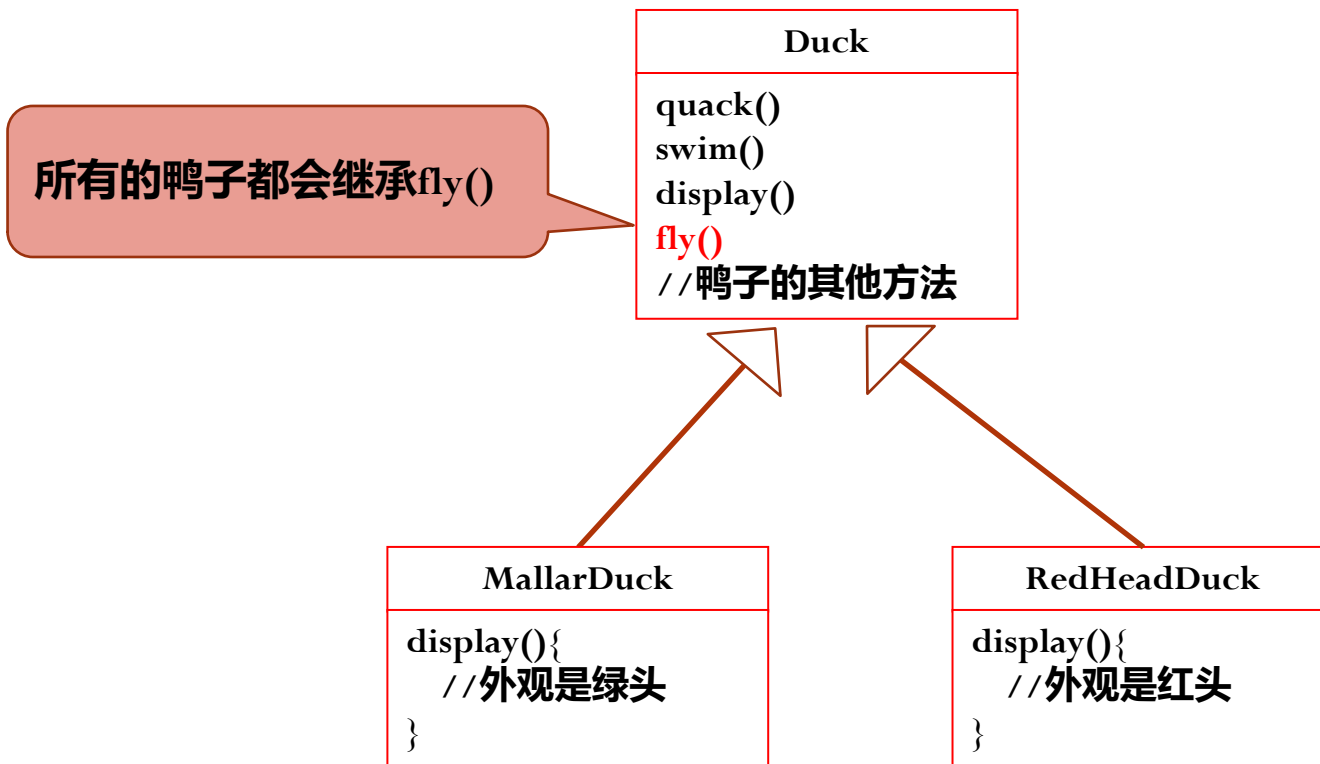 Duck
quack()
swim()
display()
fly()
//鸭子的其他方法
所有的鸭子都会继承fly()
MallarDuck
display(){
//外观是绿头
}
RedHeadDuck
display(){
//外观是红头
}